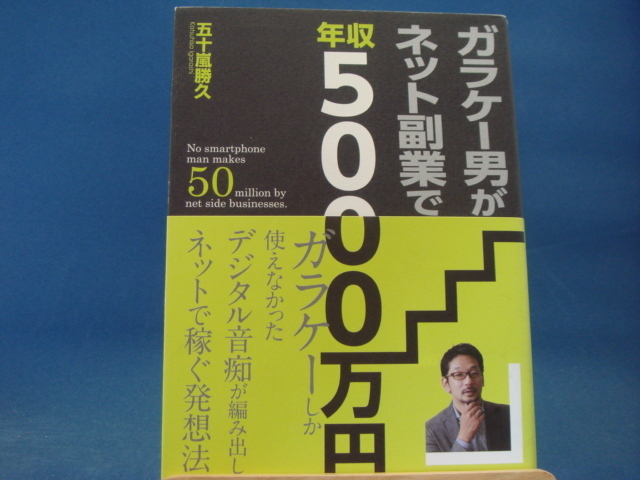 ガラケー男が
ネット副業で
年収5000万円
五十嵐勝久
Katuhisa Igarashi
No smartphone
man makes
50 million by
net side businesses.
ガラケーしか
使えなかった
デジタル音痴が編み出し
ネットで稼ぐ発想法